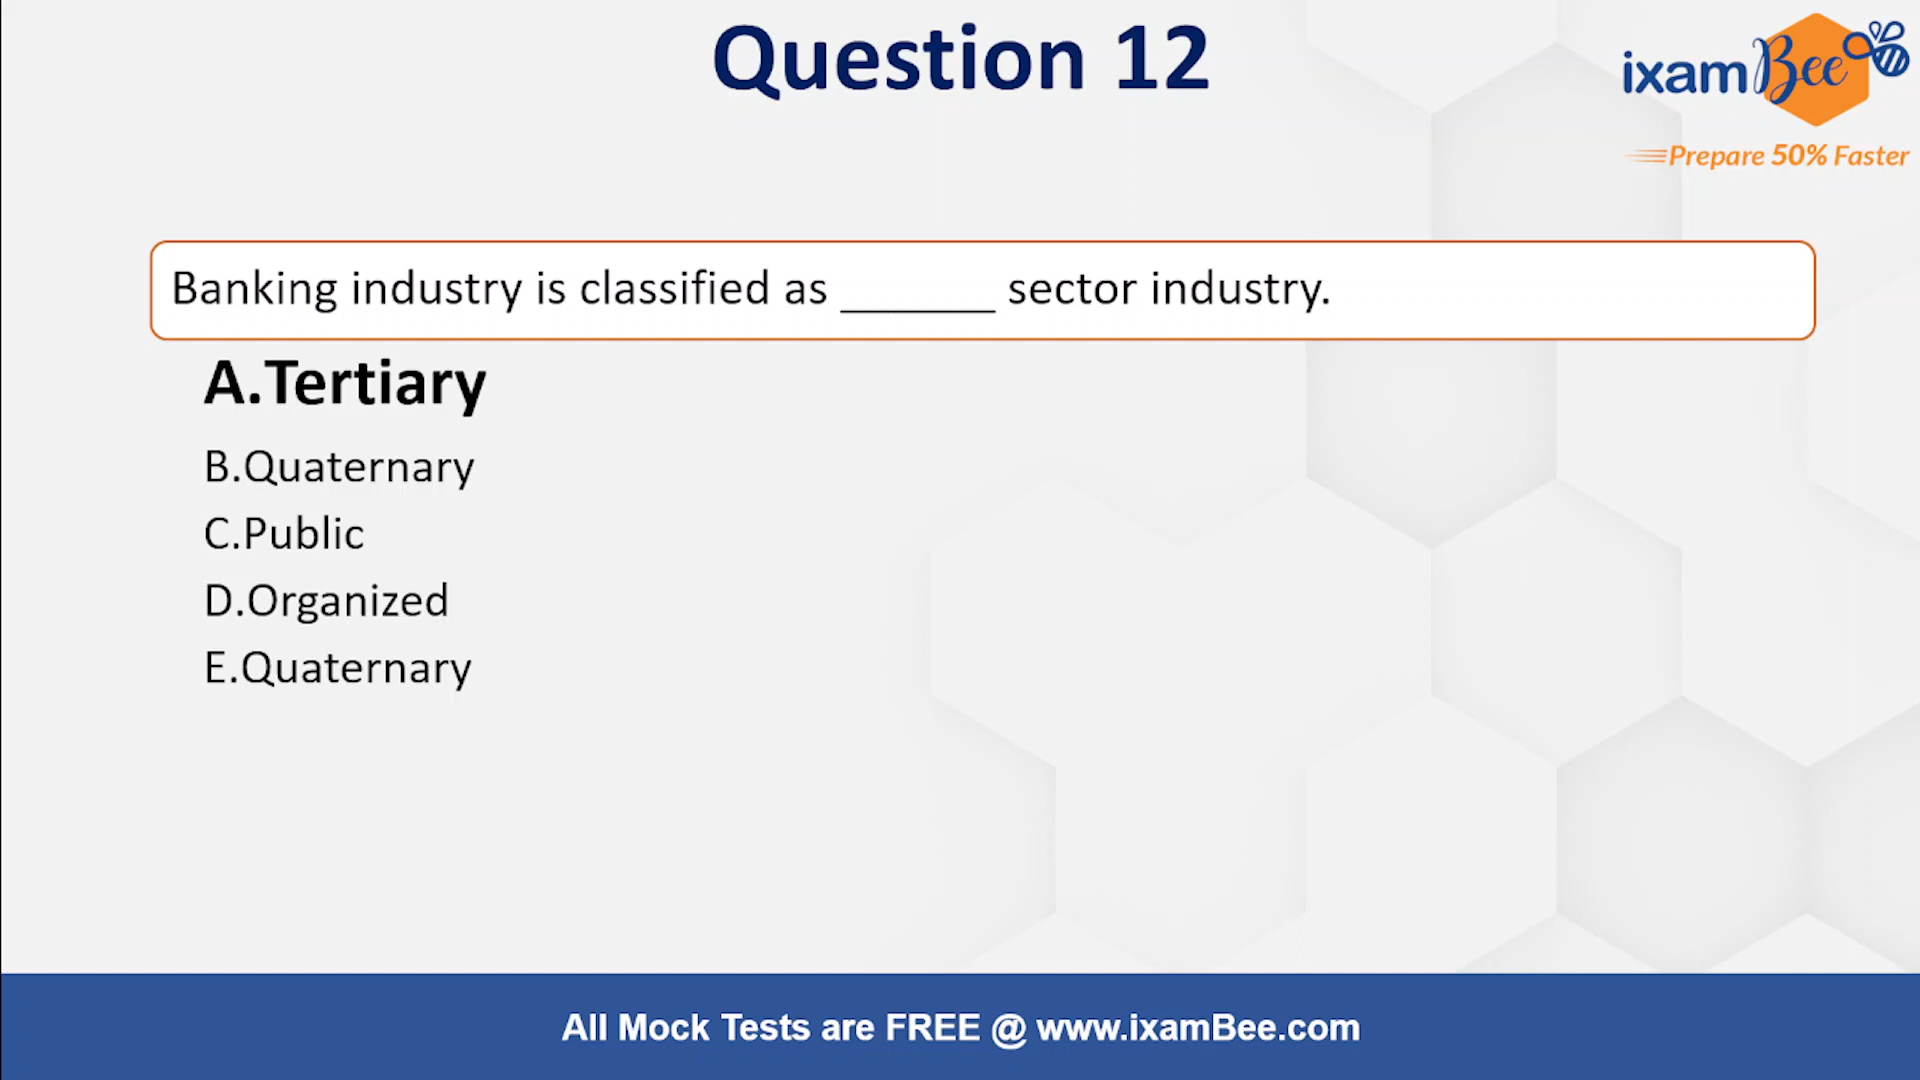 Question 12
ixamBee
Prepare 50% Faster
Banking industry is classified as _______ sector industry.
A.Tertiary
B.Quaternary
C.Public
D.Organized
E.Quaternary
All Mock Tests are FREE @ www.ixamBee.com